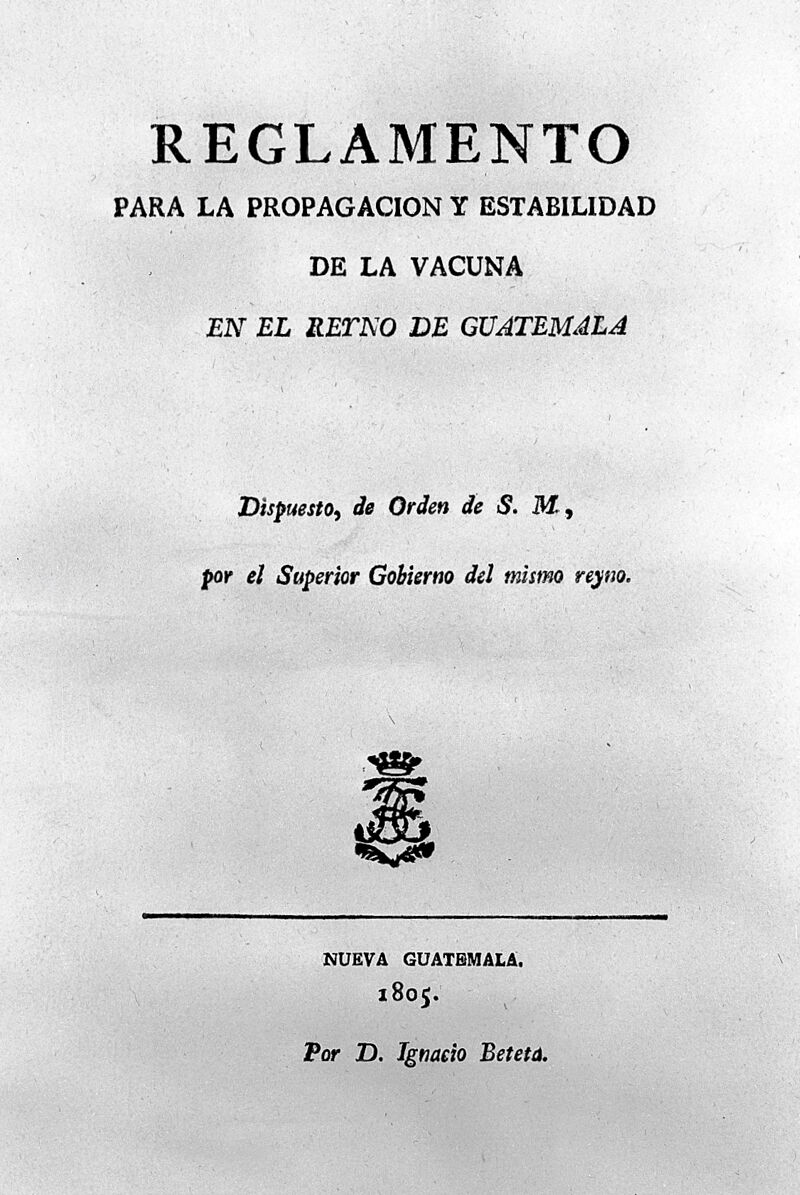 REGLAMENTO
PARA LA PROPAGACION Y ESTABILIDAD
DE LA VACUNA
EN EL REYNO DE GUATEMALA
Dispuesto, de Orden de S. M.,
por el Superior Gobierno del mismo reyno.
NUEVA GUATEMALA.
1805.
Por D. Ignacio Beteta.